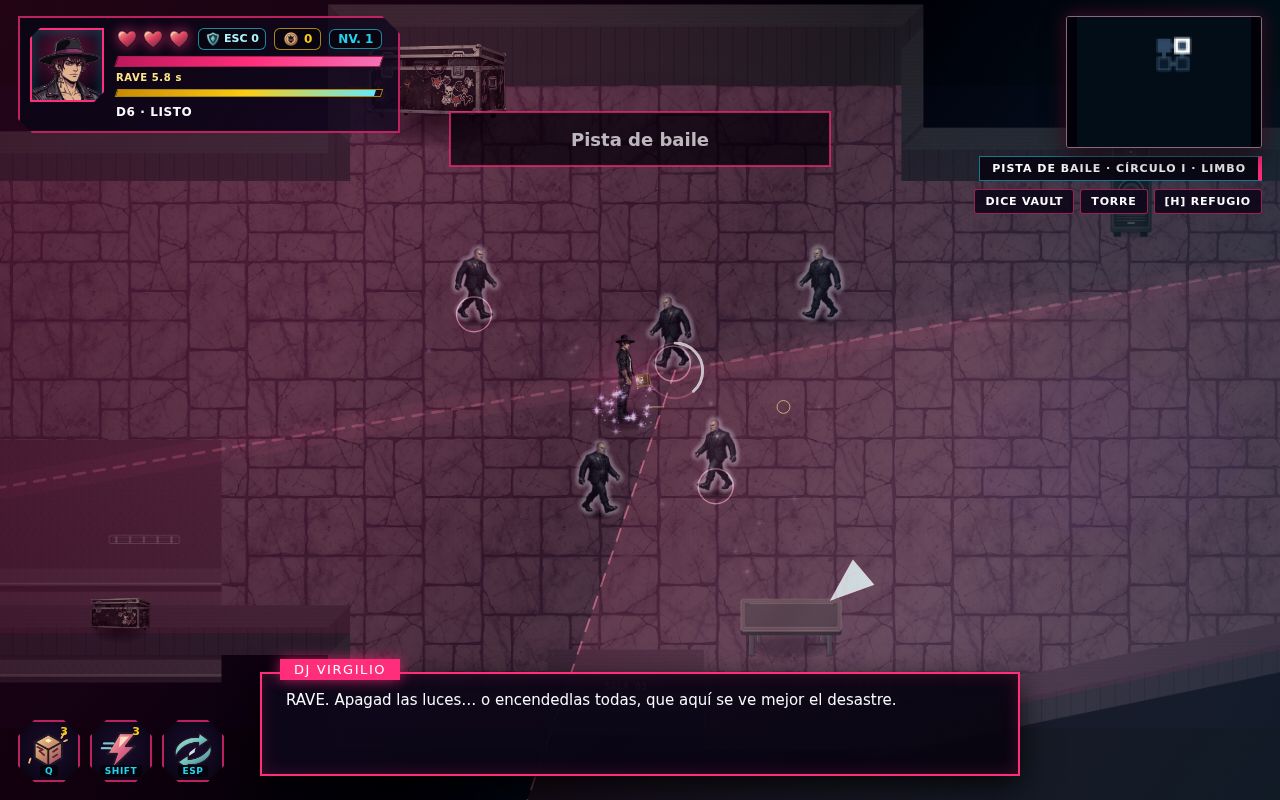 ESC 0
0
NV. 1
RAVE 5.8 s
D6 · LISTO
Pista de baile
PISTA DE BAILE · CÍRCULO I · LIMBO
DICE VAULT
TORRE
[H] REFUGIO
DJ VIRGILIO
RAVE. Apagad las luces… o encendedlas todas, que aquí se ve mejor el desastre.
3
Q
3
SHIFT
ESP